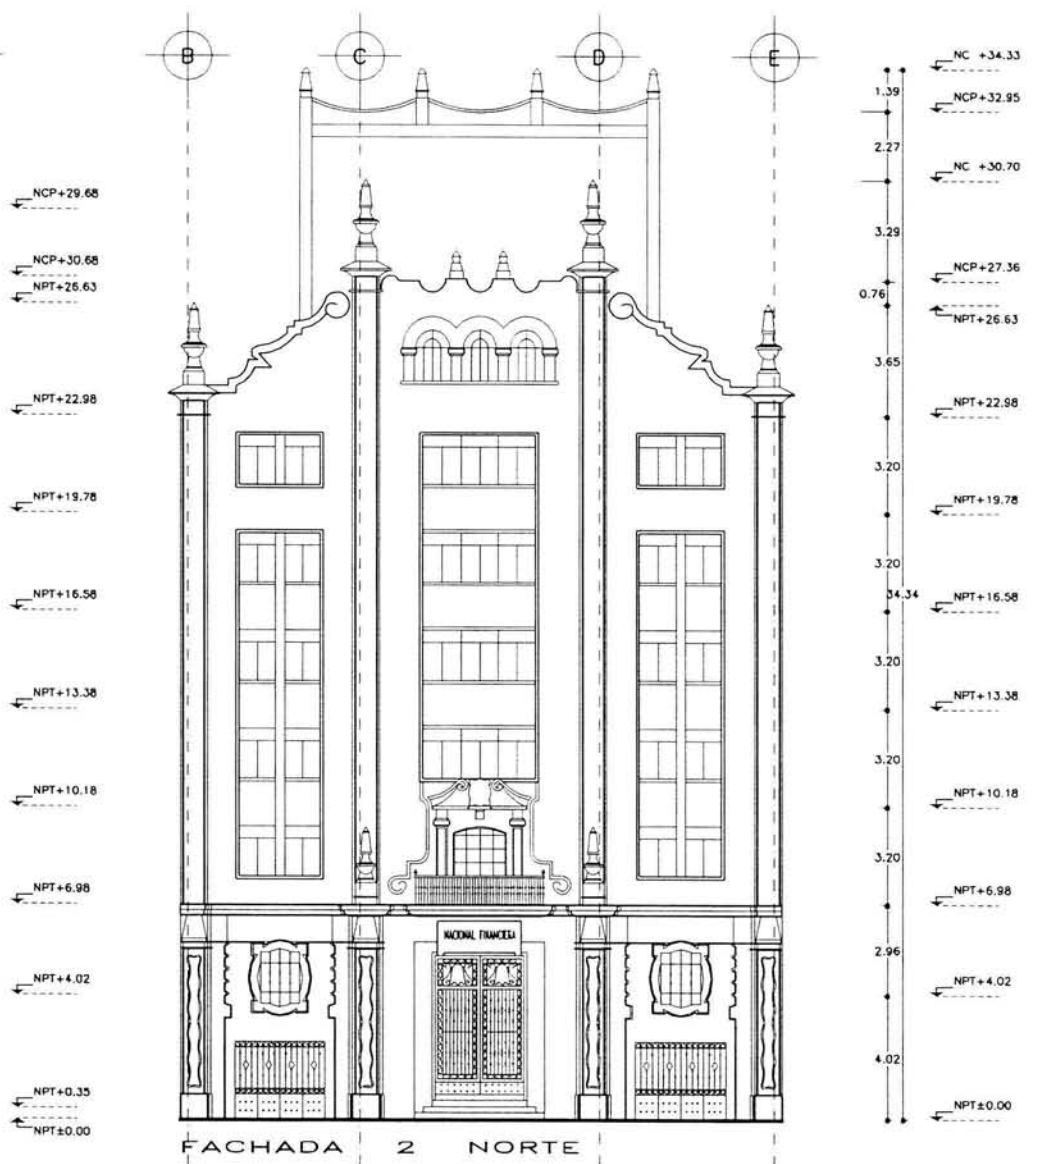 B
C
D
E
NCP+29.68
NCP+30.68
NPT+26.63
NPT+22.98
NPT+19.78
NPT+16.58
NPT+13.38
NPT+10.18
NPT+6.98
NPT+4.02
NPT+0.35
NPT±0.00
1.39
2.27
3.29
0.76
3.65
3.20
3.20
34.34
3.20
3.20
3.20
2.96
4.02
NC +34.33
NCP+32.95
NC +30.70
NCP+27.36
NPT+26.63
NPT+22.98
NPT+19.78
NPT+16.58
NPT+13.38
NPT+10.18
NPT+6.98
NPT+4.02
NPT±0.00
NACIONAL FINANCIERA
FACHADA 2 NORTE